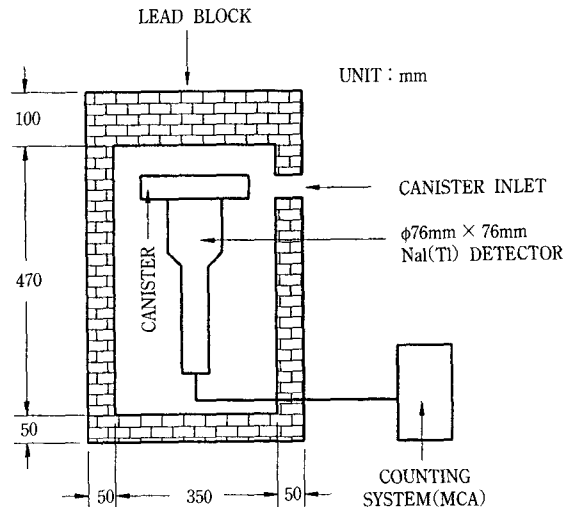 LEAD BLOCK
UNIT : mm
100
CANISTER INLET
φ76mm × 76mm
NaI(Tl) DETECTOR
CANISTER
470
50
50
350
50
COUNTING
SYSTEM(MCA)